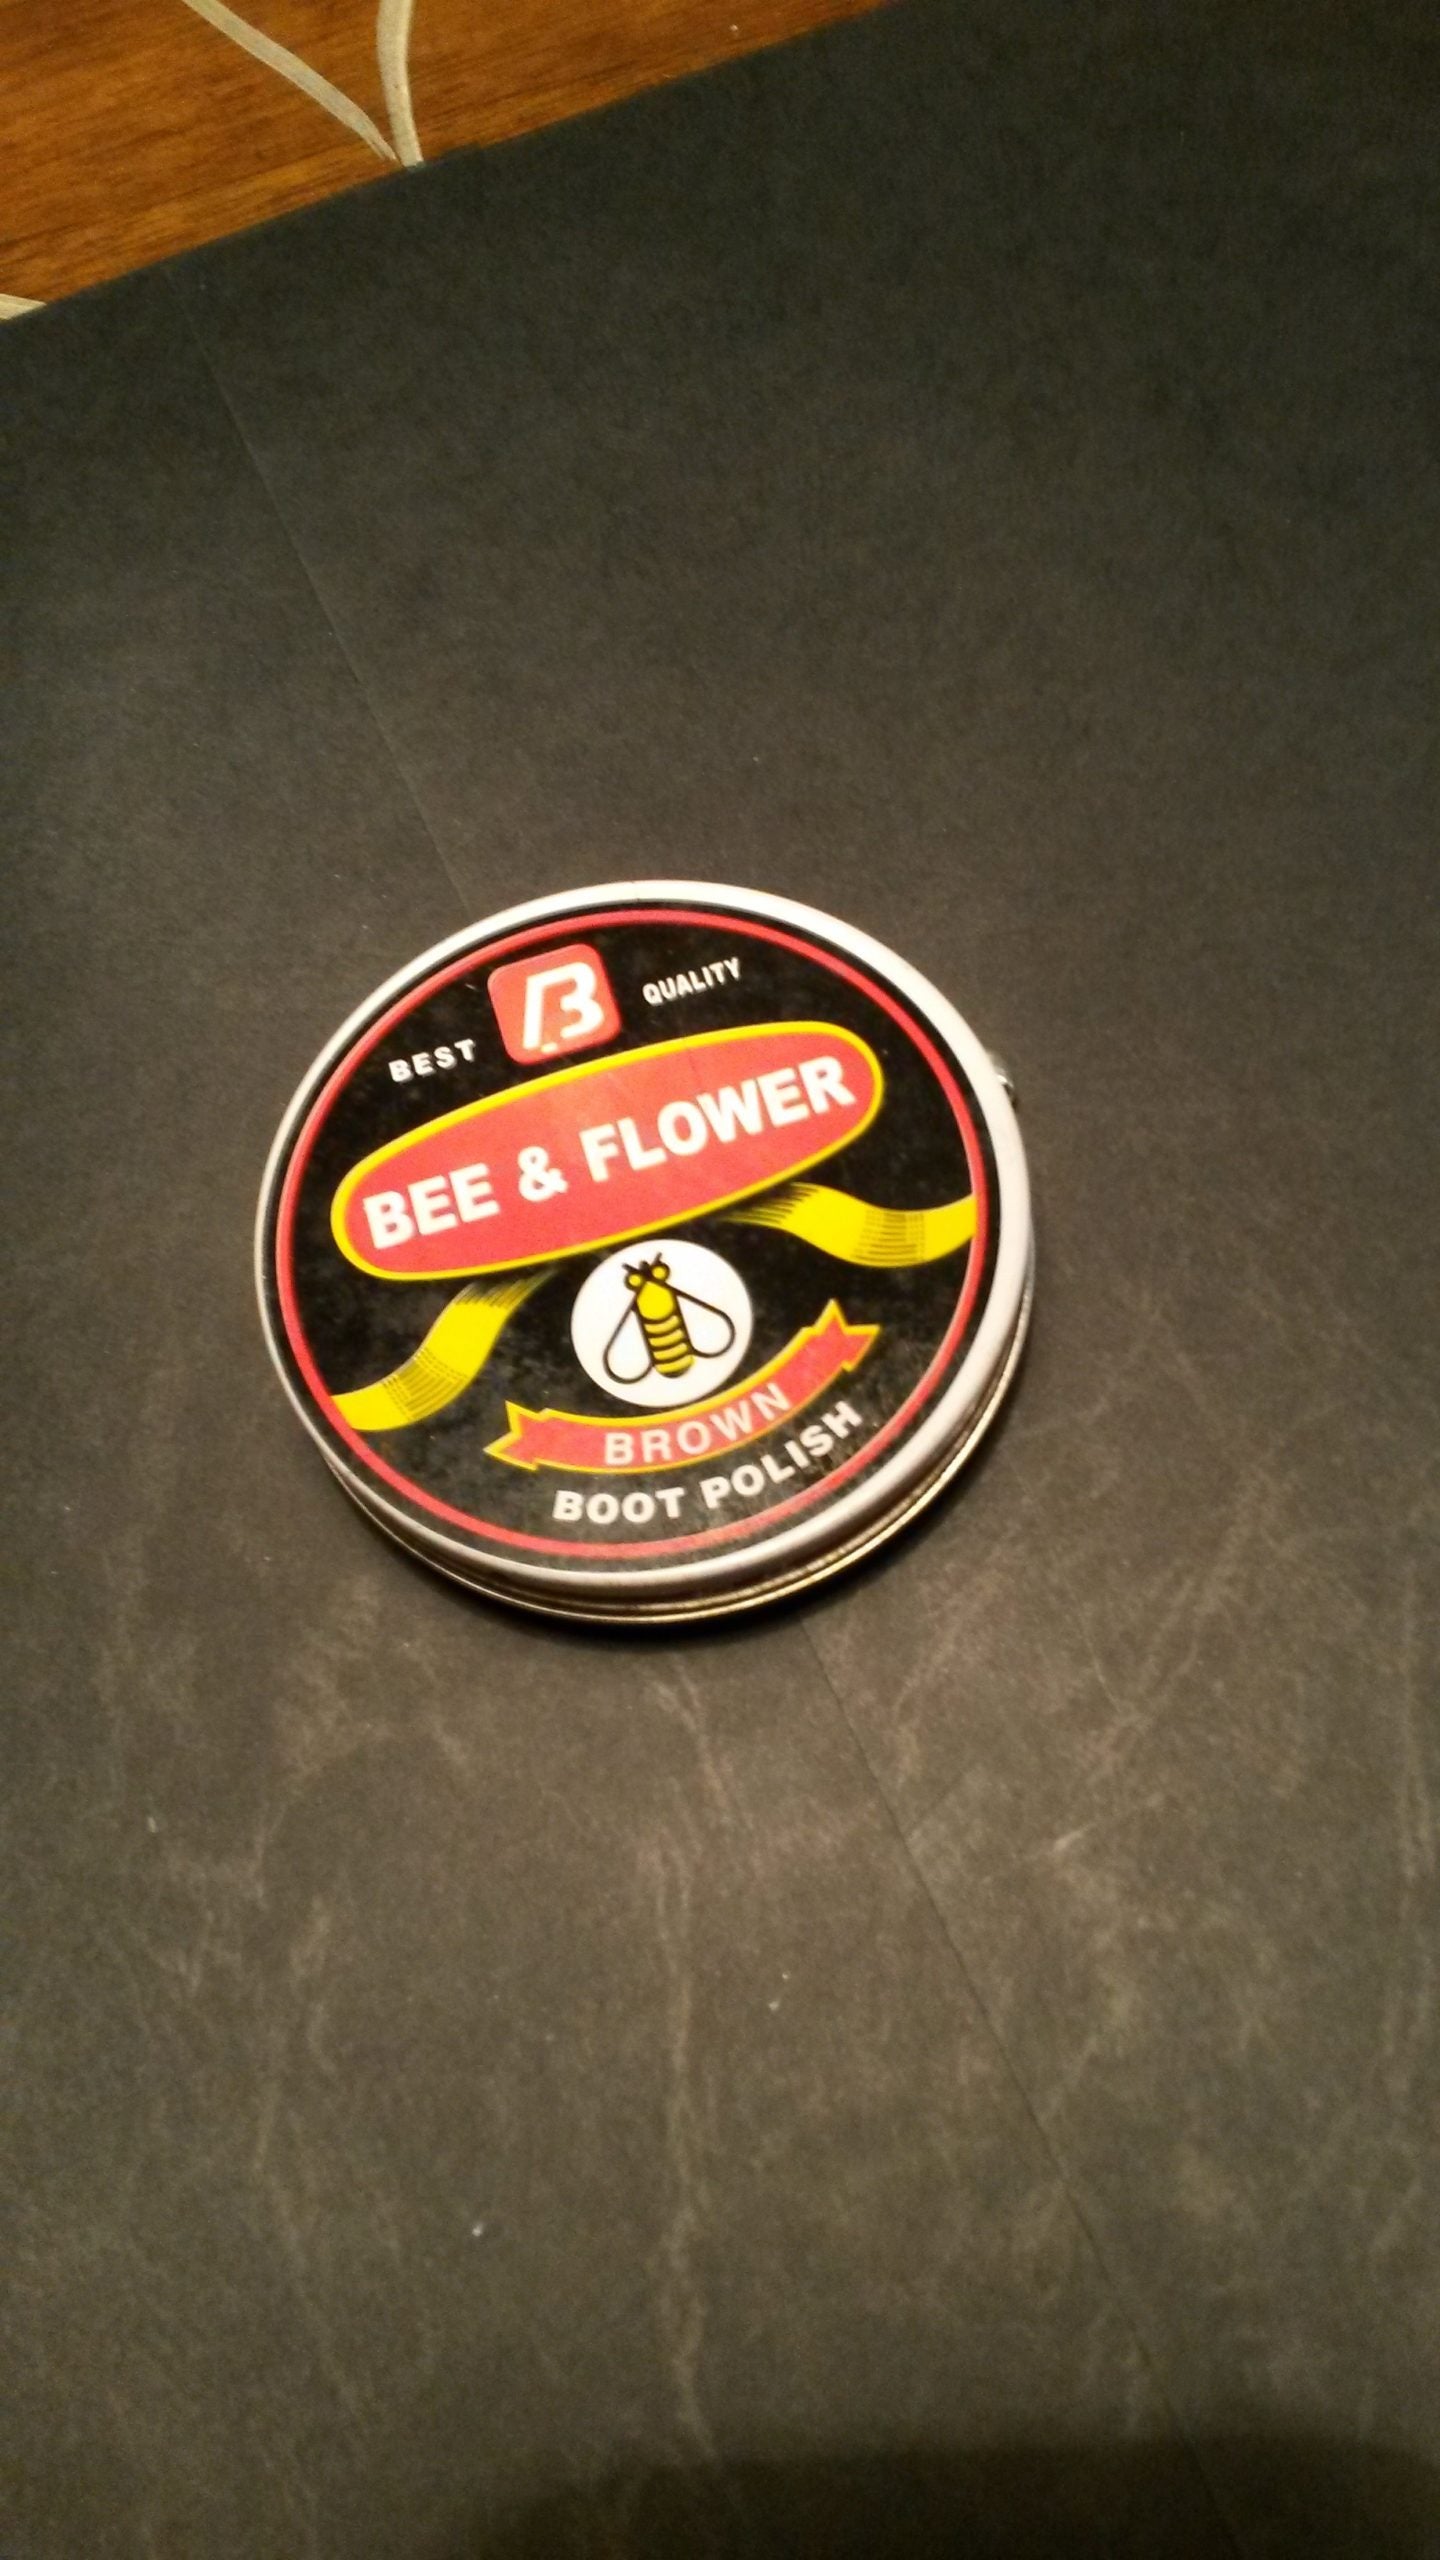 BEST B QUALITY
BEE & FLOWER
BROWN
BOOT POLISH